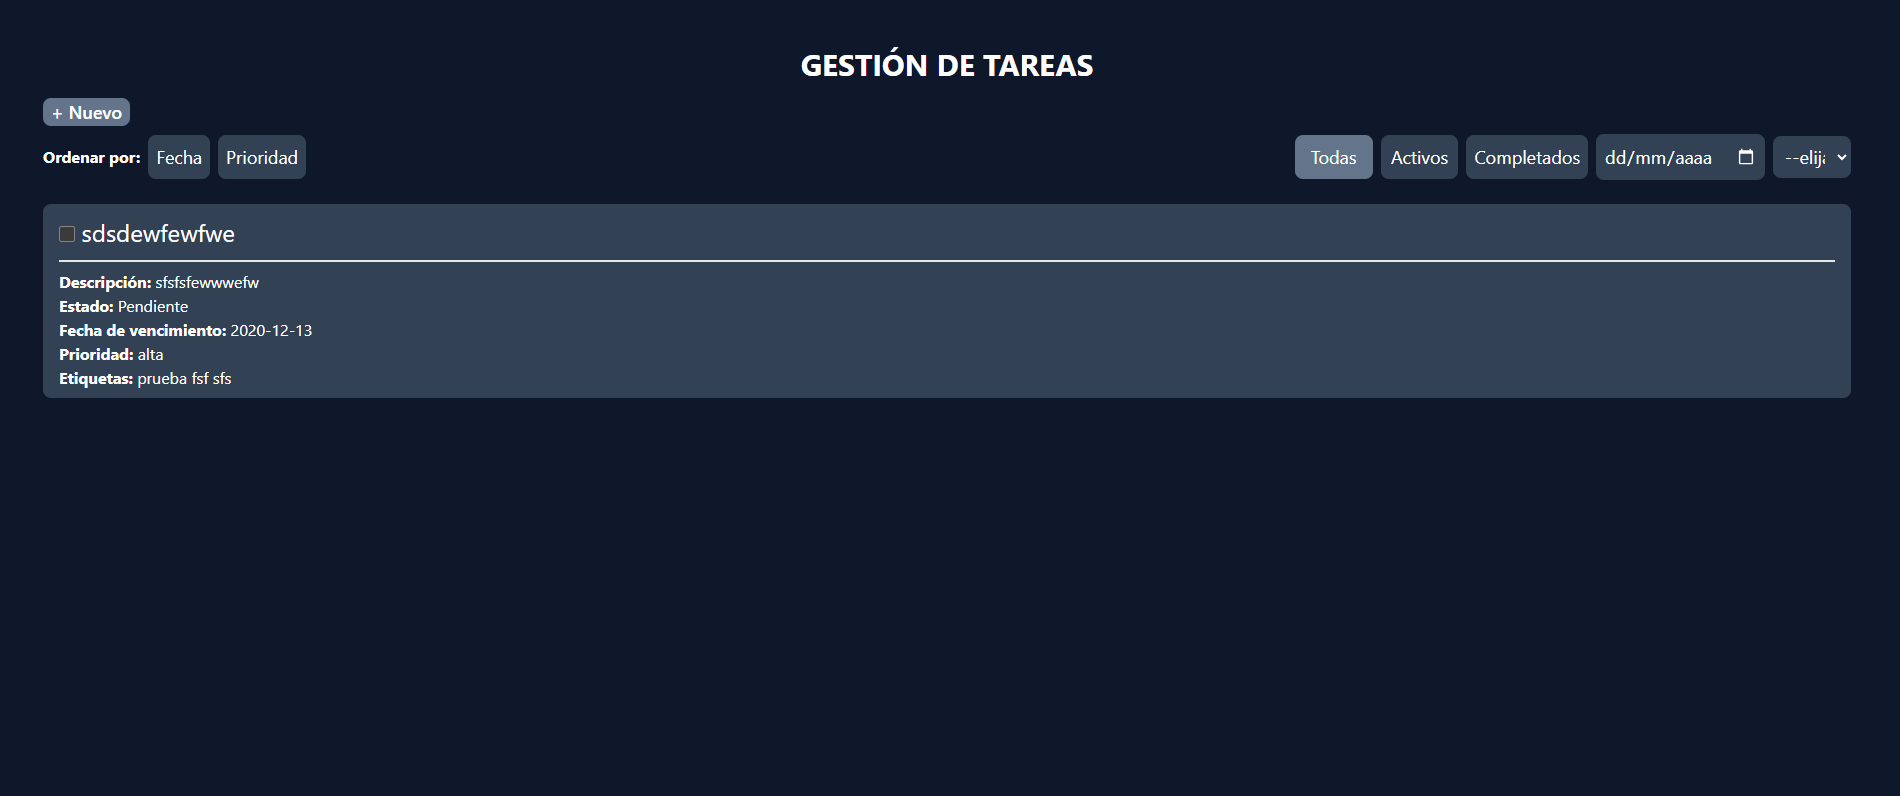 GESTIÓN DE TAREAS
+ Nuevo
Ordenar por: Fecha Prioridad Todas Activos Completados dd/mm/aaaa --elija
sdsdewfewfwe
Descripción: sfsfsfewwwefw
Estado: Pendiente
Fecha de vencimiento: 2020-12-13
Prioridad: alta
Etiquetas: prueba fsf sfs